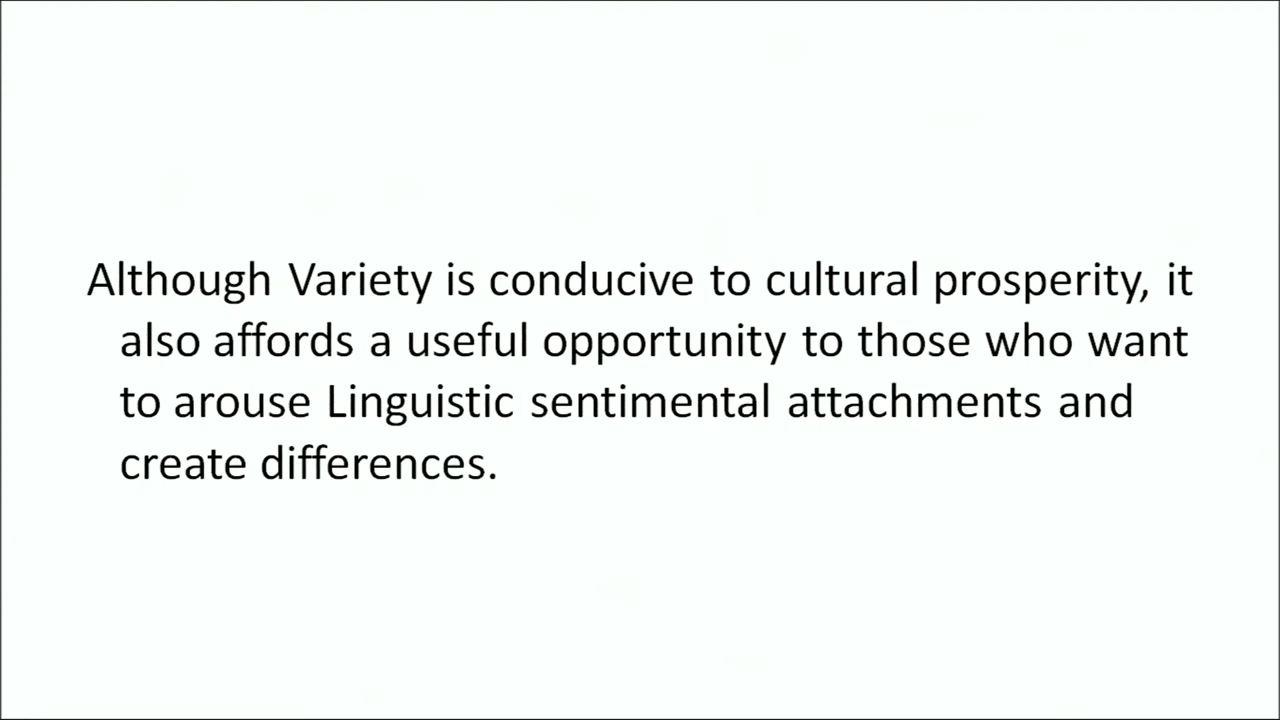 Although Variety is conducive to cultural prosperity, it
also affords a useful opportunity to those who want
to arouse Linguistic sentimental attachments and
create differences.